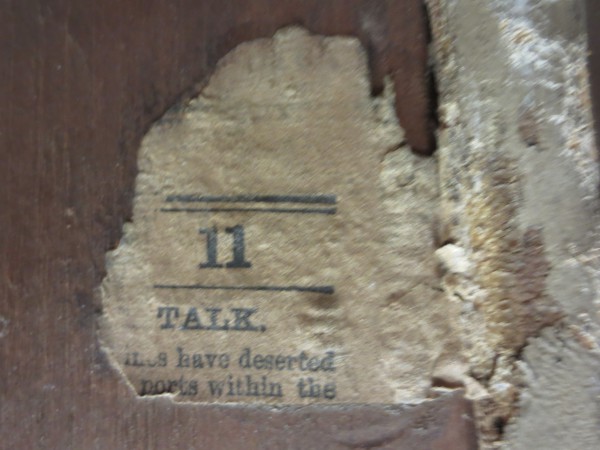 11
TALK.
have deserted
ports within the